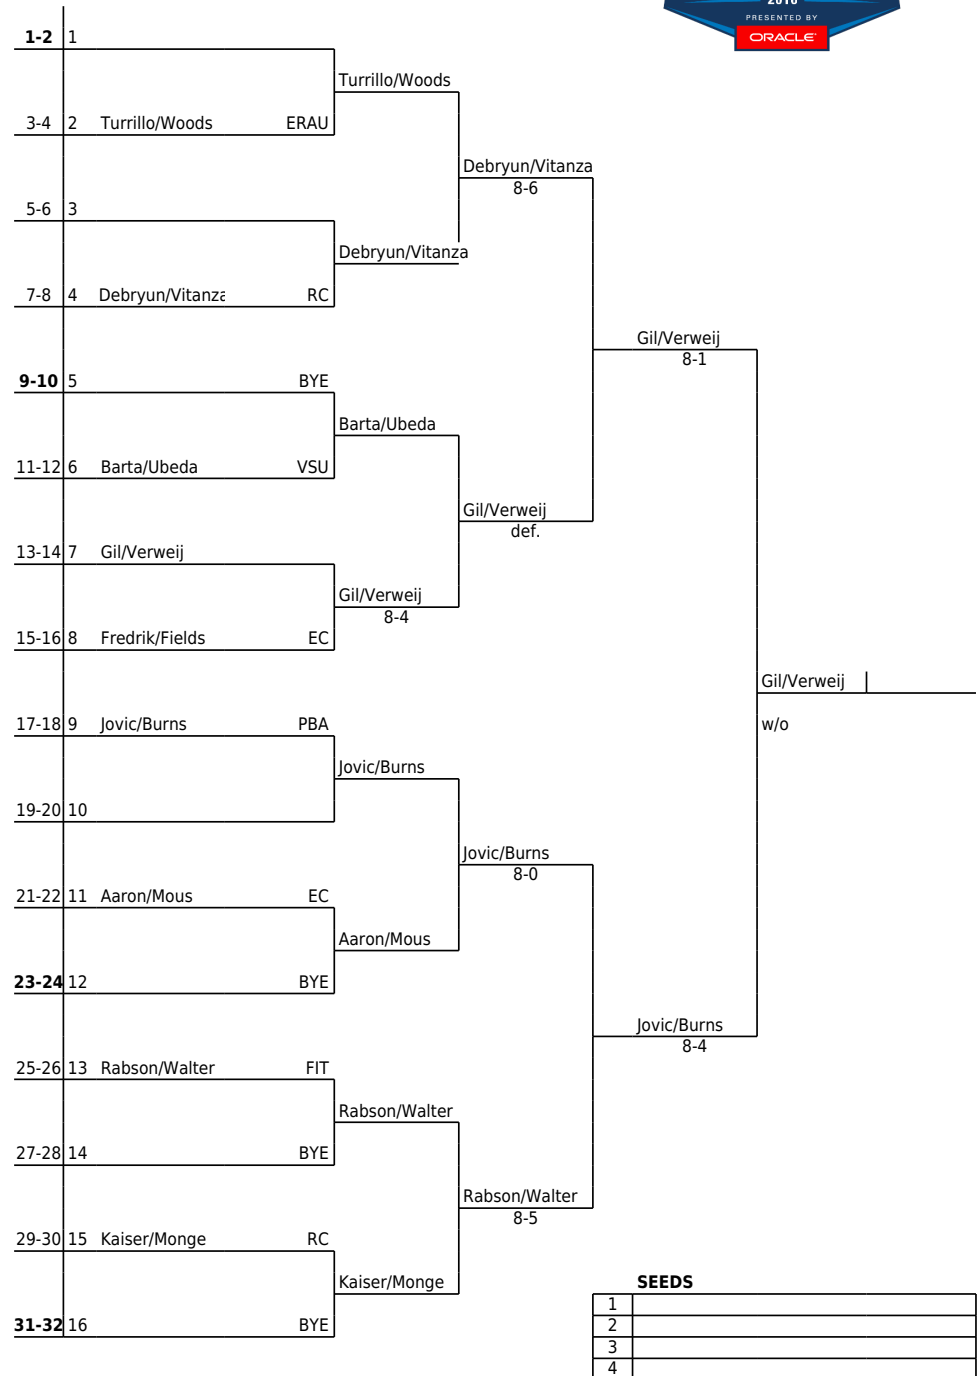 2016
PRESENTED BY
ORACLE
1-2 1
Turrillo/Woods
3-4 2 Turrillo/Woods ERAU
Debryun/Vitanza
8-6
5-6 3
Debryun/Vitanza
7-8 4 Debryun/Vitanza RC
Gil/Verweij
8-1
9-10 5 BYE
Barta/Ubeda
11-12 6 Barta/Ubeda VSU
Gil/Verweij
def.
13-14 7 Gil/Verweij
Gil/Verweij
8-4
15-16 8 Fredrik/Fields EC
Gil/Verweij
17-18 9 Jovic/Burns PBA w/o
Jovic/Burns
19-20 10
Jovic/Burns
8-0
21-22 11 Aaron/Mous EC
Aaron/Mous
23-24 12 BYE
Jovic/Burns
8-4
25-26 13 Rabson/Walter FIT
Rabson/Walter
27-28 14 BYE
Rabson/Walter
8-5
29-30 15 Kaiser/Monge RC
Kaiser/Monge
31-32 16 BYE
SEEDS
1
2
3
4